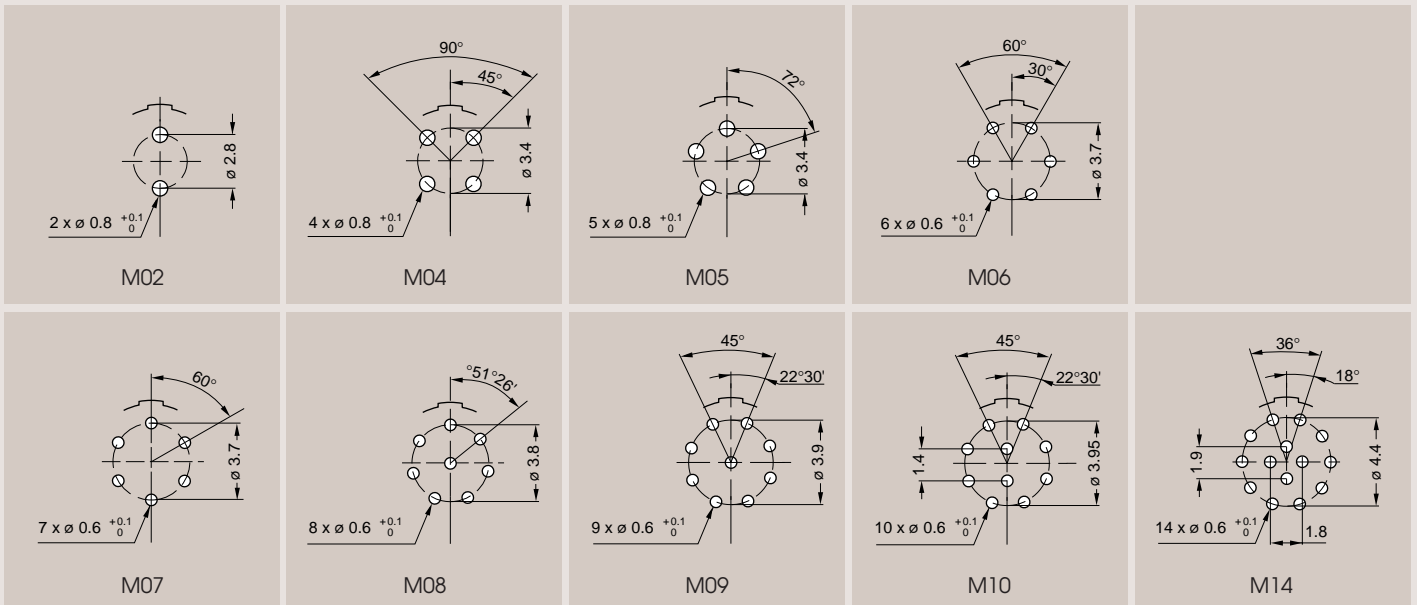 2 x ø 0.8 +0.1 0
ø 2.8
M02
90°
45°
ø 3.4
4 x ø 0.8 +0.1 0
M04
72°
ø 3.4
5 x ø 0.8 +0.1 0
M05
60°
30°
ø 3.7
6 x ø 0.6 +0.1 0
M06
60°
ø 3.7
7 x ø 0.6 +0.1 0
M07
°51°26'
ø 3.8
8 x ø 0.6 +0.1 0
M08
45°
22°30'
ø 3.9
9 x ø 0.6 +0.1 0
M09
45°
22°30'
1.4
ø 3.95
10 x ø 0.6 +0.1 0
M10
36°
18°
1.9
ø 4.4
14 x ø 0.6 +0.1 0
1.8
M14